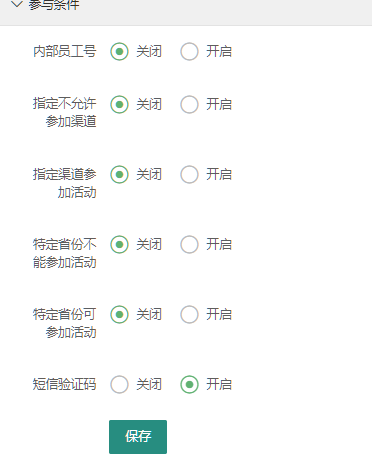 参与条件
内部员工号 关闭 开启
指定不允许
参加渠道 关闭 开启
指定渠道参
加活动 关闭 开启
特定省份不
能参加活动 关闭 开启
特定省份可
参加活动 关闭 开启
短信验证码 关闭 开启
保存